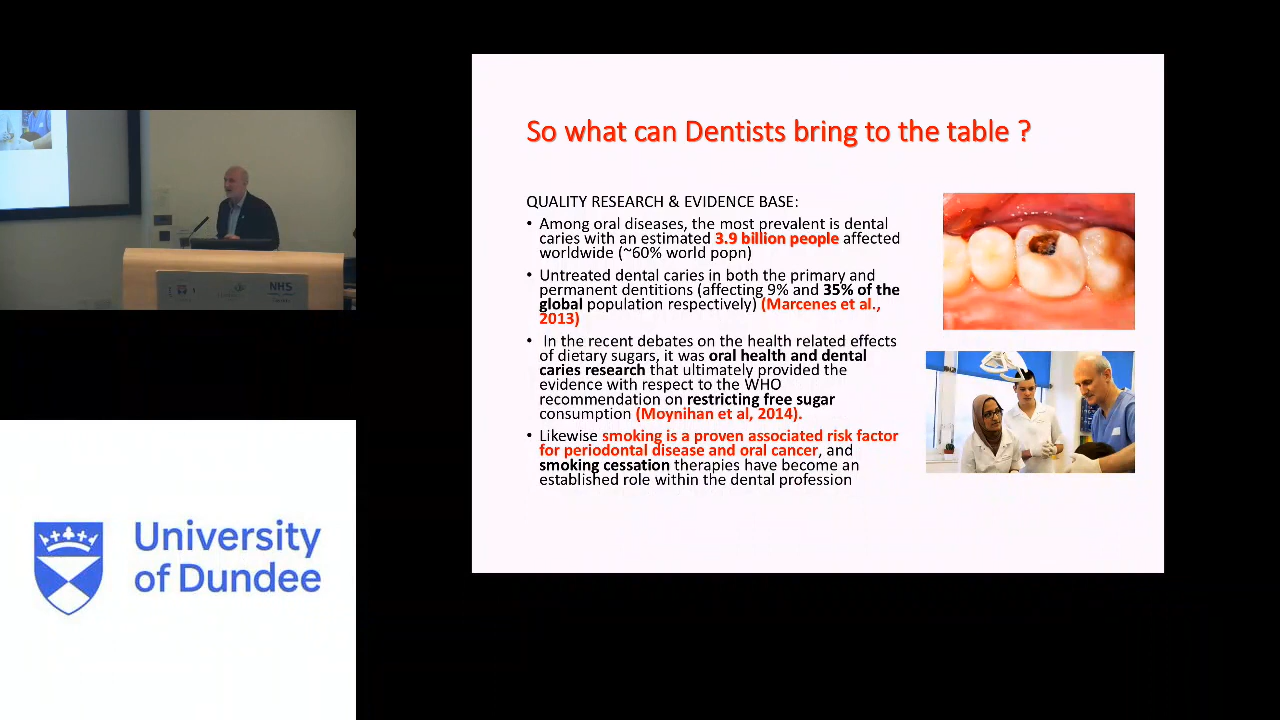 So what can Dentists bring to the table ?
QUALITY RESEARCH & EVIDENCE BASE:
• Among oral diseases, the most prevalent is dental
caries with an estimated 3.9 billion people affected
worldwide (~60% world popn)
• Untreated dental caries in both the primary and
permanent dentitions (affecting 9% and 35% of the
global population respectively) (Marcenes et al.,
2013)
• In the recent debates on the health related effects
of dietary sugars, it was oral health and dental
caries research that ultimately provided the
evidence with respect to the WHO
recommendation on restricting free sugar
consumption (Moynihan et al, 2014).
• Likewise smoking is a proven associated risk factor
for periodontal disease and oral cancer, and
smoking cessation therapies have become an
established role within the dental profession
NHS
University
of Dundee